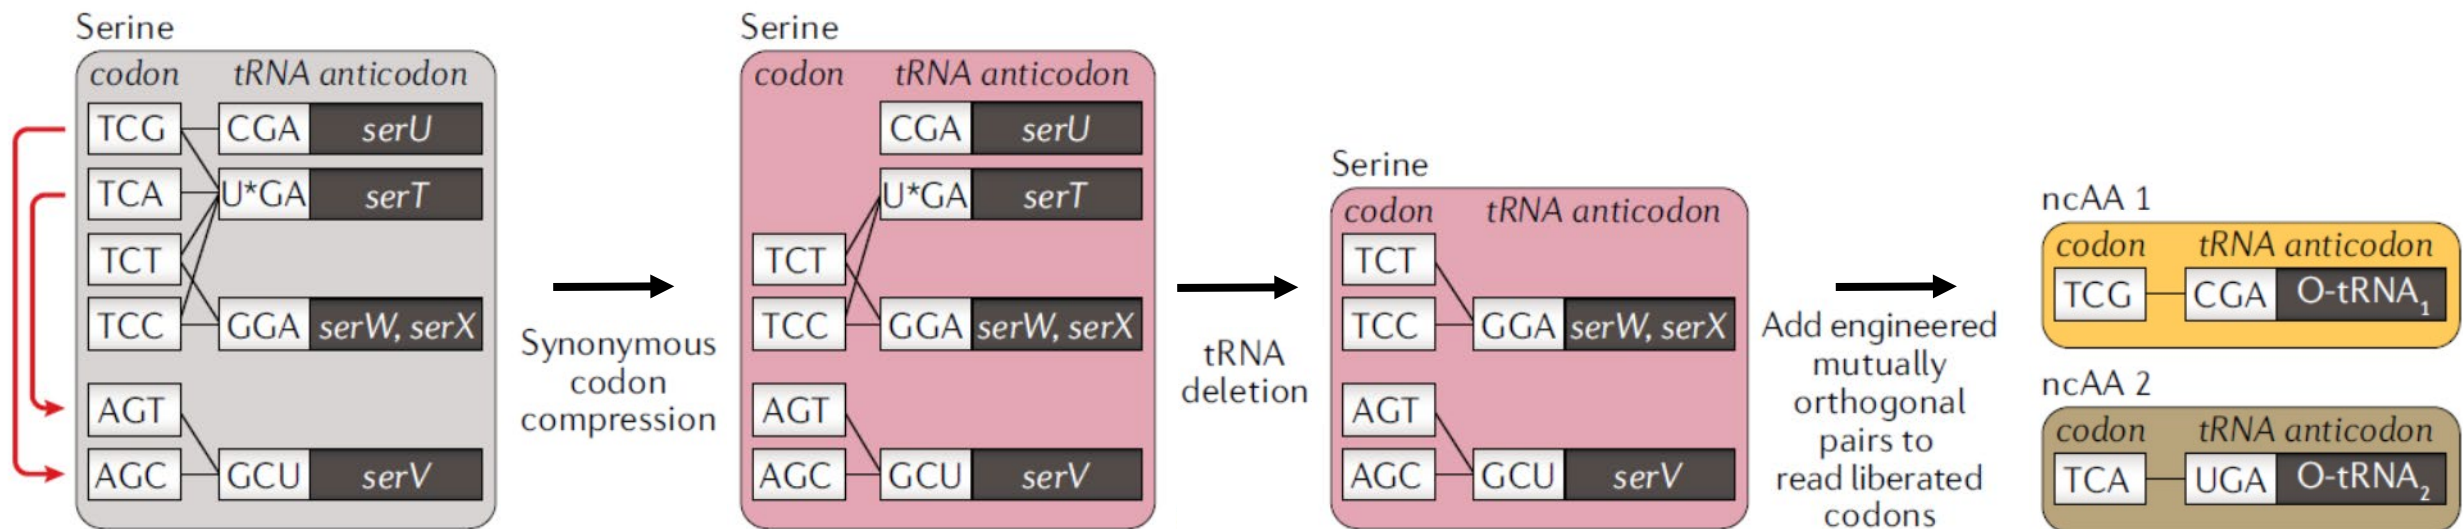 Serine
codon tRNA anticodon
TCG CGA serU
TCA U*GA serT
TCT
TCC GGA serW, serX
AGT
AGC GCU serV
Synonymous
codon
compression
Serine
codon tRNA anticodon
CGA serU
U*GA serT
TCT
TCC GGA serW, serX
AGT
AGC GCU serV
tRNA
deletion
Serine
codon tRNA anticodon
TCT
TCC GGA serW, serX
AGT
AGC GCU serV
Add engineered
mutually
orthogonal
pairs to
read liberated
codons
ncAA 1
codon tRNA anticodon
TCG CGA O-tRNA₁
ncAA 2
codon tRNA anticodon
TCA UGA O-tRNA₂